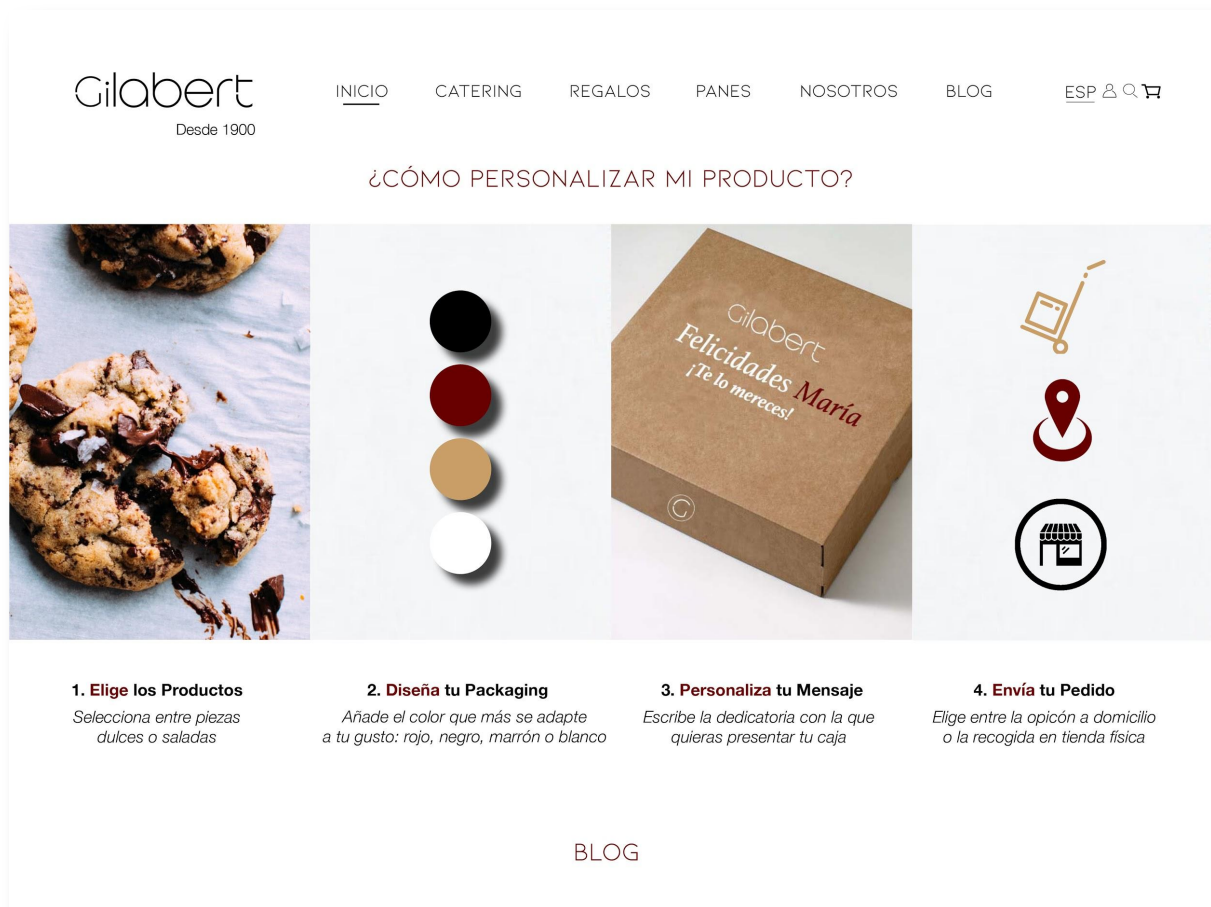 Gilabert
Desde 1900
INICIO CATERING REGALOS PANES NOSOTROS BLOG ESP
¿CÓMO PERSONALIZAR MI PRODUCTO?
Gilabert
Felicidades María
¡Te lo mereces!
G
1. Elige los Productos
Selecciona entre piezas
dulces o saladas
2. Diseña tu Packaging
Añade el color que más se adapte
a tu gusto: rojo, negro, marrón o blanco
3. Personaliza tu Mensaje
Escribe la dedicatoria con la que
quieras presentar tu caja
4. Envía tu Pedido
Elige entre la opicón a domicilio
o la recogida en tienda física
BLOG